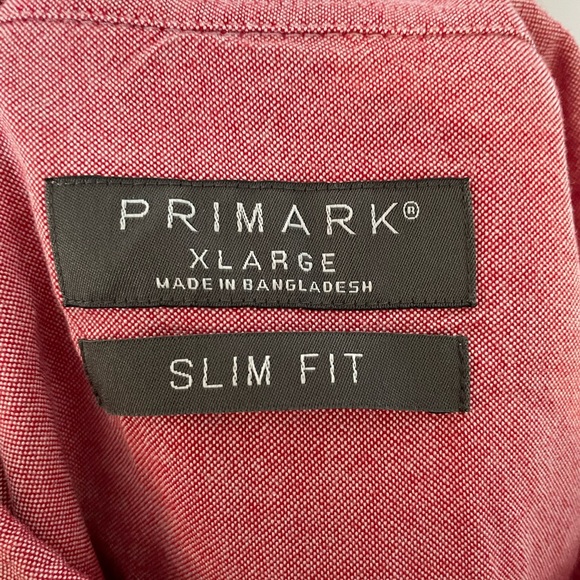 PRIMARK®
XLARGE
MADE IN BANGLADESH
SLIM FIT